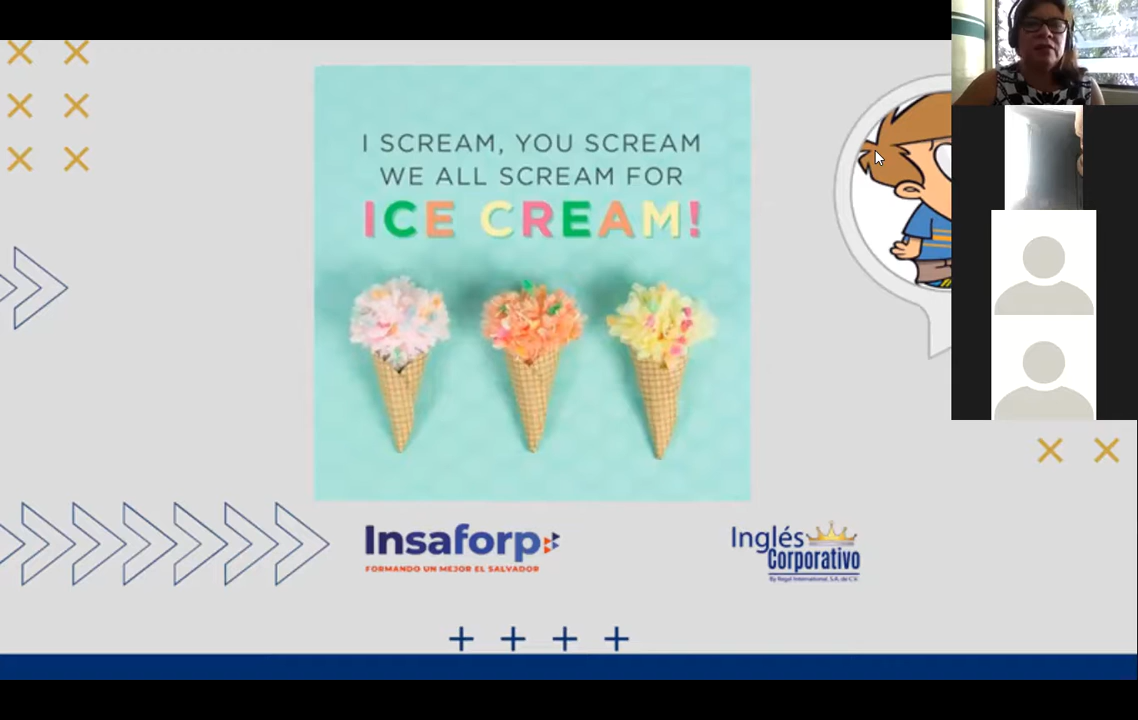 I SCREAM, YOU SCREAM
WE ALL SCREAM FOR
ICE CREAM!
Insaforp
FORMANDO UN MEJOR EL SALVADOR
Inglés
Corporativo
By Regal International, S.A. de C.V.